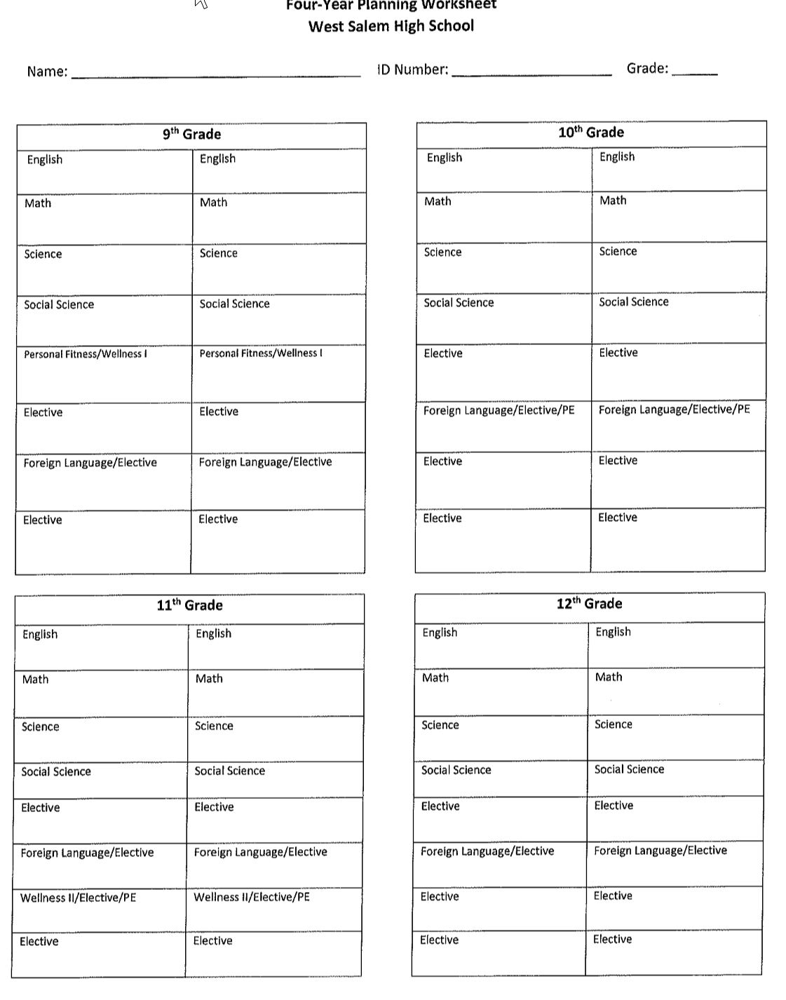 Four-Year Planning Worksheet
West Salem High School
Name: ID Number: Grade:
9th Grade
English English
Math Math
Science Science
Social Science Social Science
Personal Fitness/Wellness I Personal Fitness/Wellness I
Elective Elective
Foreign Language/Elective Foreign Language/Elective
Elective Elective
10th Grade
English English
Math Math
Science Science
Social Science Social Science
Elective Elective
Foreign Language/Elective/PE Foreign Language/Elective/PE
Elective Elective
Elective Elective
11th Grade
English English
Math Math
Science Science
Social Science Social Science
Elective Elective
Foreign Language/Elective Foreign Language/Elective
Wellness II/Elective/PE Wellness II/Elective/PE
Elective Elective
12th Grade
English English
Math Math
Science Science
Social Science Social Science
Elective Elective
Foreign Language/Elective Foreign Language/Elective
Elective Elective
Elective Elective